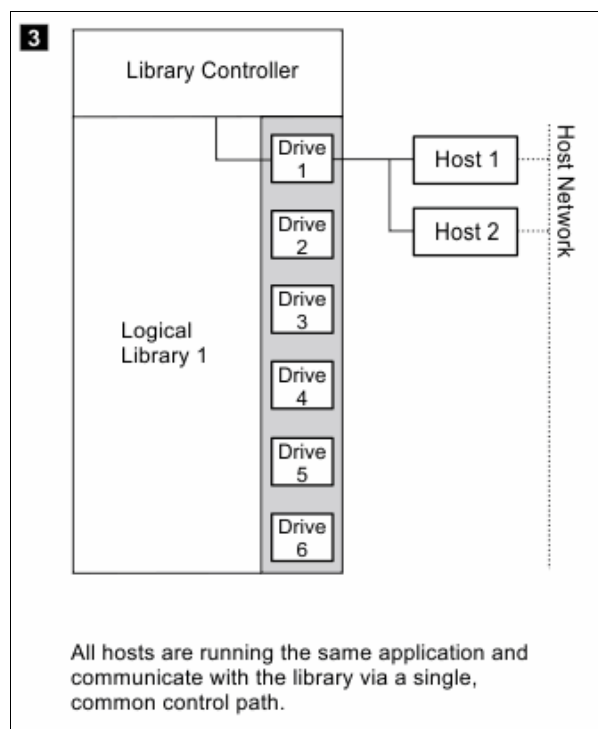 3
Library Controller
Drive
1
Host 1
Host Network
Drive
2
Host 2
Drive
3
Logical
Library 1
Drive
4
Drive
5
Drive
6
All hosts are running the same application and
communicate with the library via a single,
common control path.